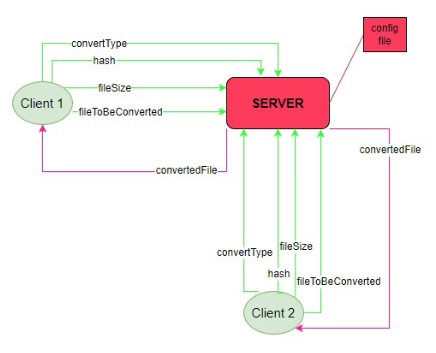 convertType
config
file
hash
fileSize
Client 1
SERVER
fileToBeConverted
convertedFile
convertedFile
convertType
fileSize
hash
fileToBeConverted
Client 2